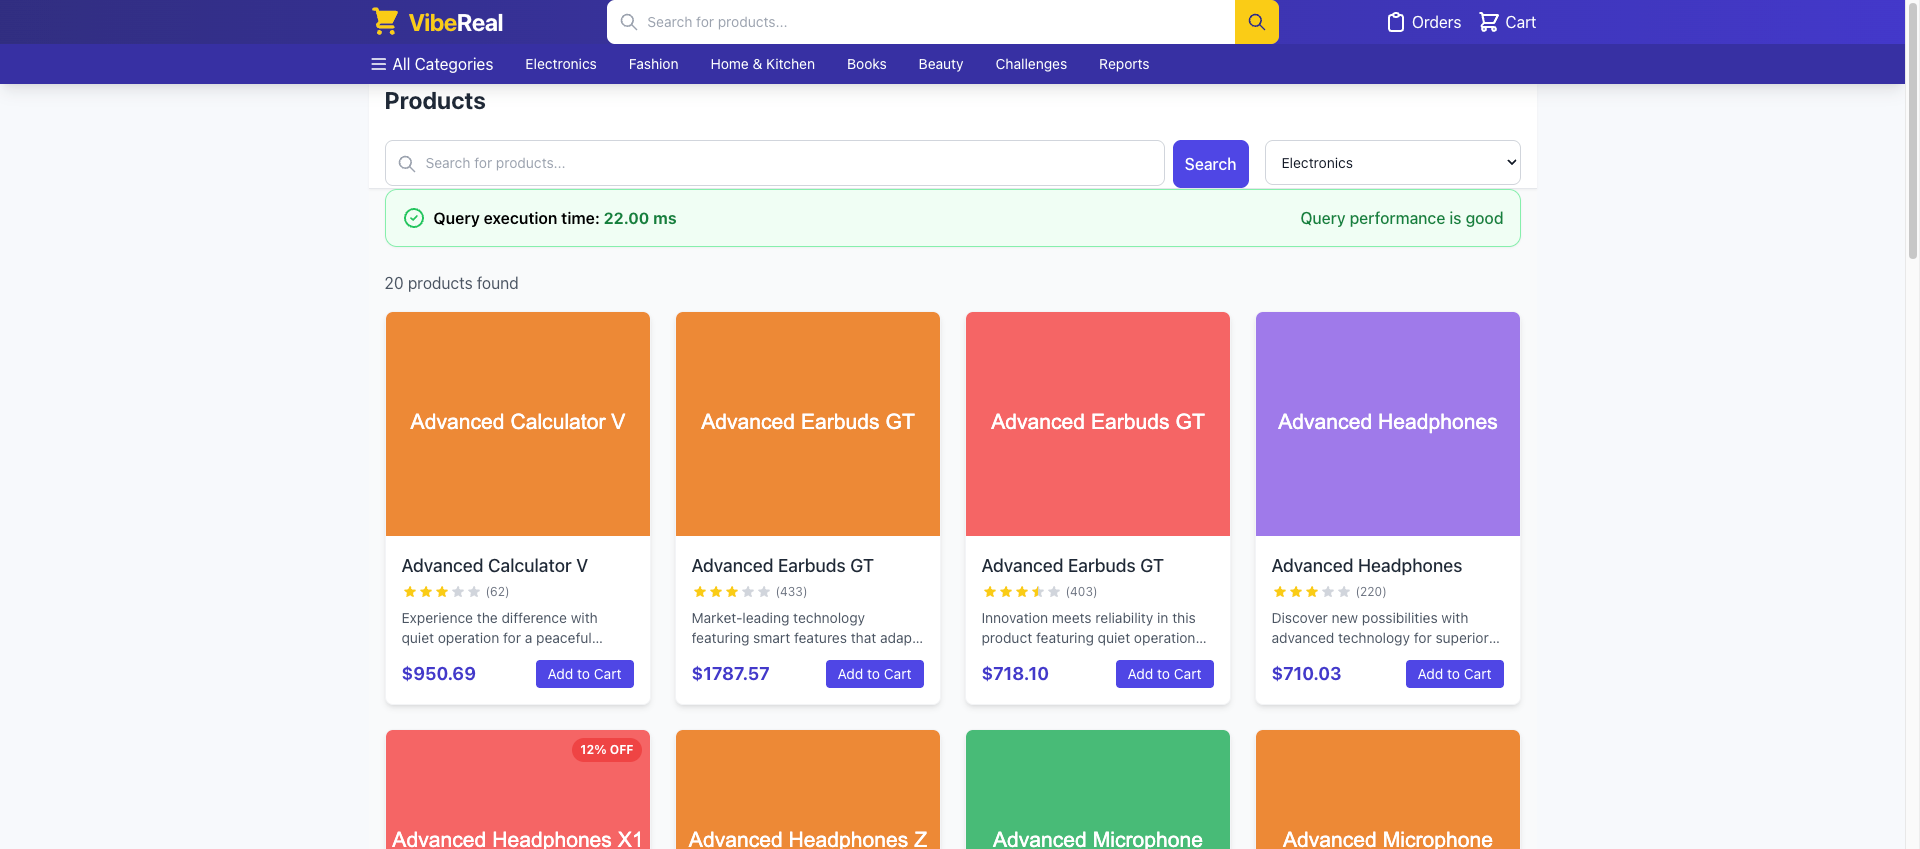 VibeReal
Search for products...
Orders
Cart
All Categories
Electronics
Fashion
Home & Kitchen
Books
Beauty
Challenges
Reports
Products
Search for products...
Search
Electronics
Query execution time: 22.00 ms
Query performance is good
20 products found
Advanced Calculator V
Advanced Earbuds GT
Advanced Earbuds GT
Advanced Headphones
Advanced Calculator V
(62)
Experience the difference with
quiet operation for a peaceful...
$950.69
Add to Cart
Advanced Earbuds GT
(433)
Market-leading technology
featuring smart features that adap...
$1787.57
Add to Cart
Advanced Earbuds GT
(403)
Innovation meets reliability in this
product featuring quiet operation...
$718.10
Add to Cart
Advanced Headphones
(220)
Discover new possibilities with
advanced technology for superior...
$710.03
Add to Cart
12% OFF
Advanced Headphones X1
Advanced Headphones Z
Advanced Microphone
Advanced Microphone